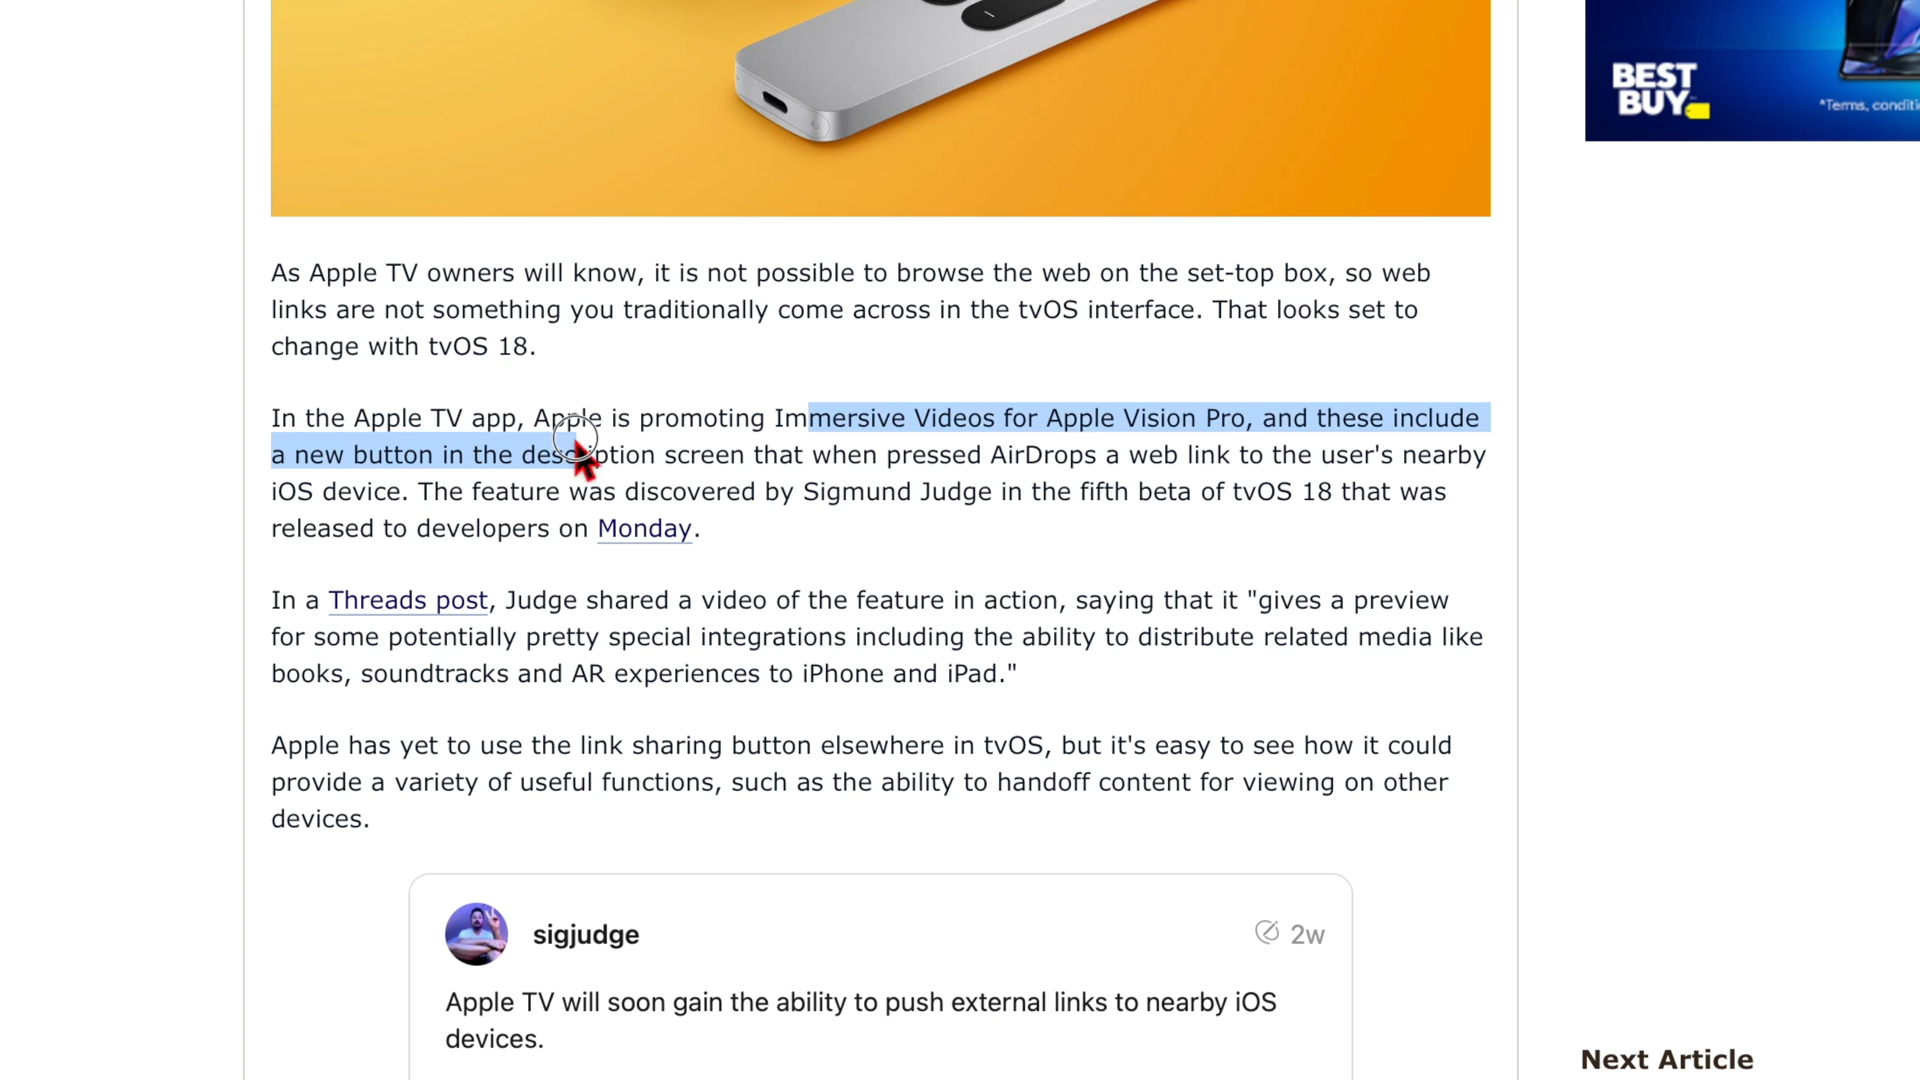 BEST
BUY
*Terms, conditi
As Apple TV owners will know, it is not possible to browse the web on the set-top box, so web
links are not something you traditionally come across in the tvOS interface. That looks set to
change with tvOS 18.
In the Apple TV app, Apple is promoting Immersive Videos for Apple Vision Pro, and these include
a new button in the description screen that when pressed AirDrops a web link to the user's nearby
iOS device. The feature was discovered by Sigmund Judge in the fifth beta of tvOS 18 that was
released to developers on Monday.
In a Threads post, Judge shared a video of the feature in action, saying that it "gives a preview
for some potentially pretty special integrations including the ability to distribute related media like
books, soundtracks and AR experiences to iPhone and iPad."
Apple has yet to use the link sharing button elsewhere in tvOS, but it's easy to see how it could
provide a variety of useful functions, such as the ability to handoff content for viewing on other
devices.
sigjudge
2w
Apple TV will soon gain the ability to push external links to nearby iOS
devices.
Next Article